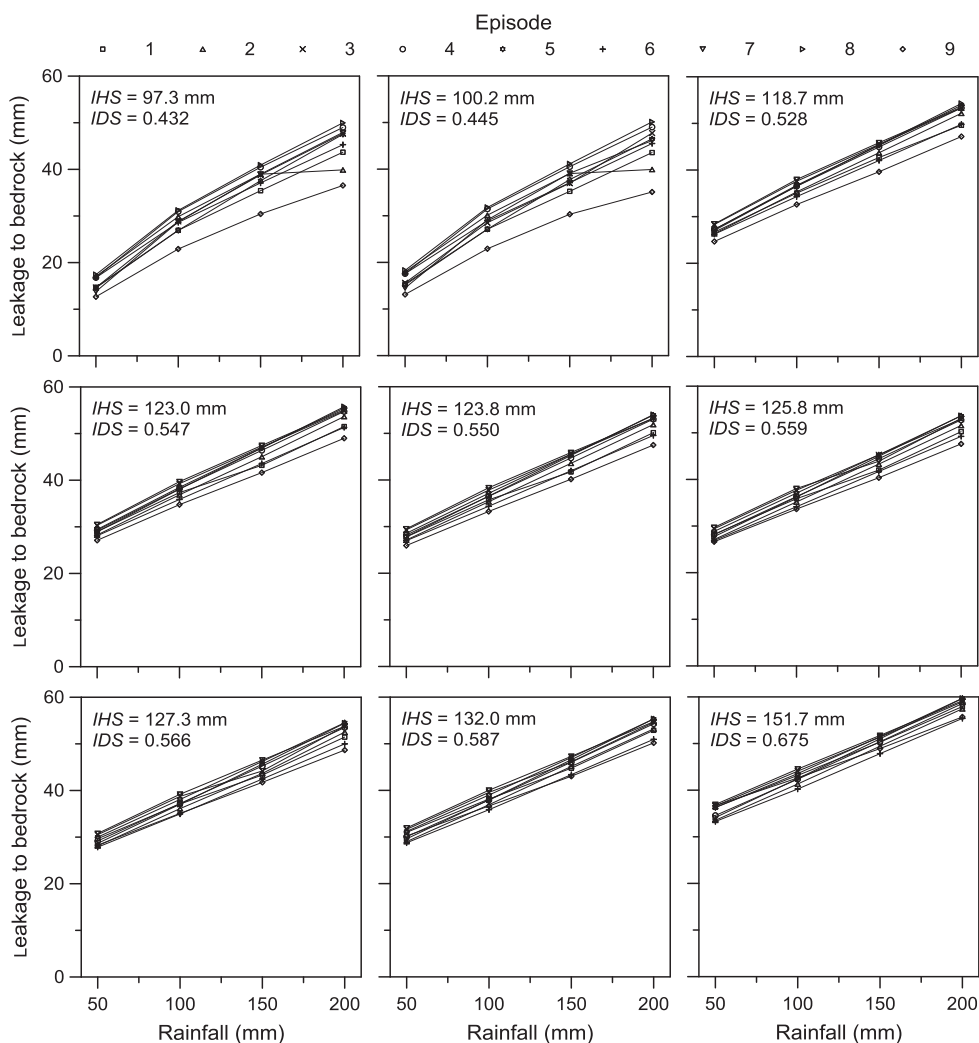 Episode
1 2 3 4 5 6 7 8 9
Leakage to bedrock (mm)
60
40
20
0
IHS = 97.3 mm
IDS = 0.432
IHS = 100.2 mm
IDS = 0.445
IHS = 118.7 mm
IDS = 0.528
Leakage to bedrock (mm)
60
40
20
0
IHS = 123.0 mm
IDS = 0.547
IHS = 123.8 mm
IDS = 0.550
IHS = 125.8 mm
IDS = 0.559
Leakage to bedrock (mm)
60
40
20
0
IHS = 127.3 mm
IDS = 0.566
IHS = 132.0 mm
IDS = 0.587
IHS = 151.7 mm
IDS = 0.675
50 100 150 200
50 100 150 200
50 100 150 200
Rainfall (mm)
Rainfall (mm)
Rainfall (mm)